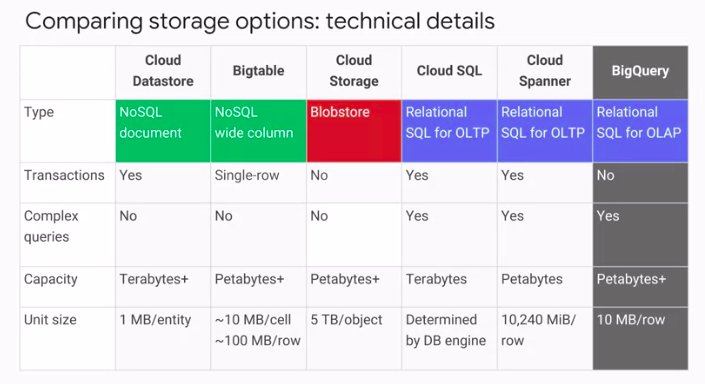 Comparing storage options: technical details
Cloud Datastore Bigtable Cloud Storage Cloud SQL Cloud Spanner BigQuery
Type NoSQL document NoSQL wide column Blobstore Relational SQL for OLTP Relational SQL for OLTP Relational SQL for OLAP
Transactions Yes Single-row No Yes Yes No
Complex queries No No No Yes Yes Yes
Capacity Terabytes+ Petabytes+ Petabytes+ Terabytes Petabytes Petabytes+
Unit size 1 MB/entity ~10 MB/cell ~100 MB/row 5 TB/object Determined by DB engine 10,240 MiB/ row 10 MB/row